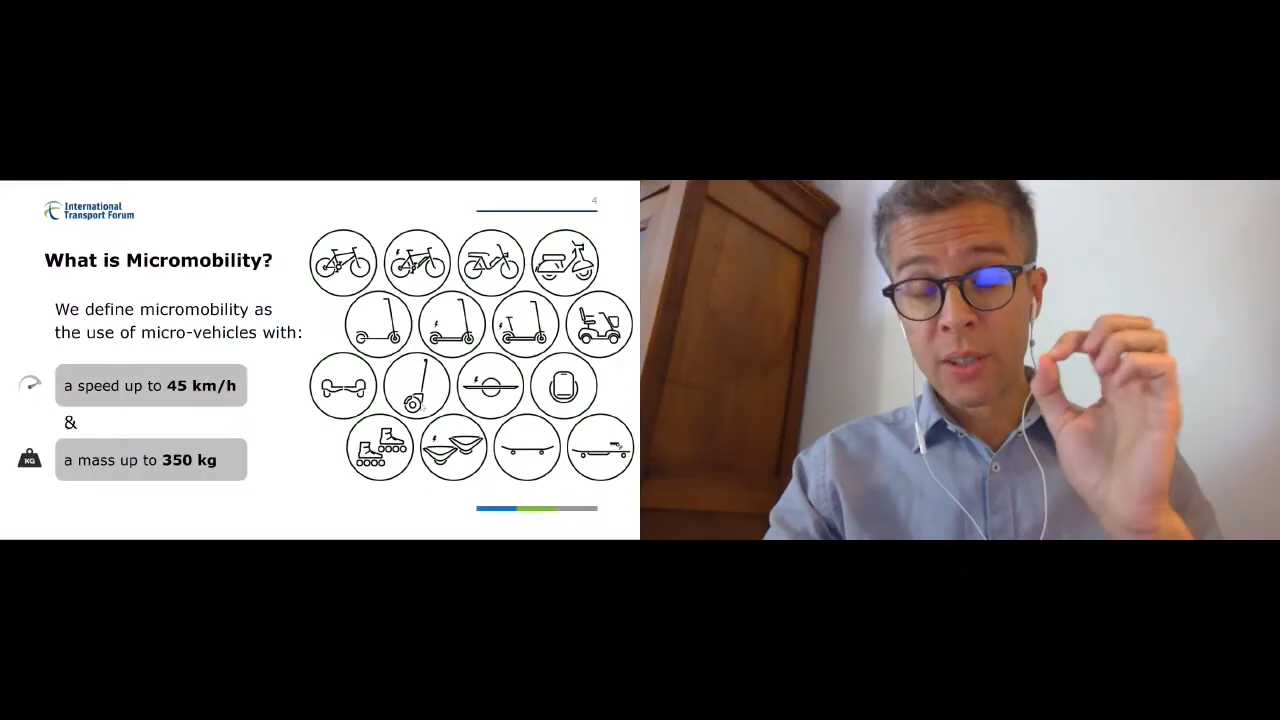 International
Transport Forum
4
What is Micromobility?
We define micromobility as
the use of micro-vehicles with:
a speed up to 45 km/h
&
KG
a mass up to 350 kg